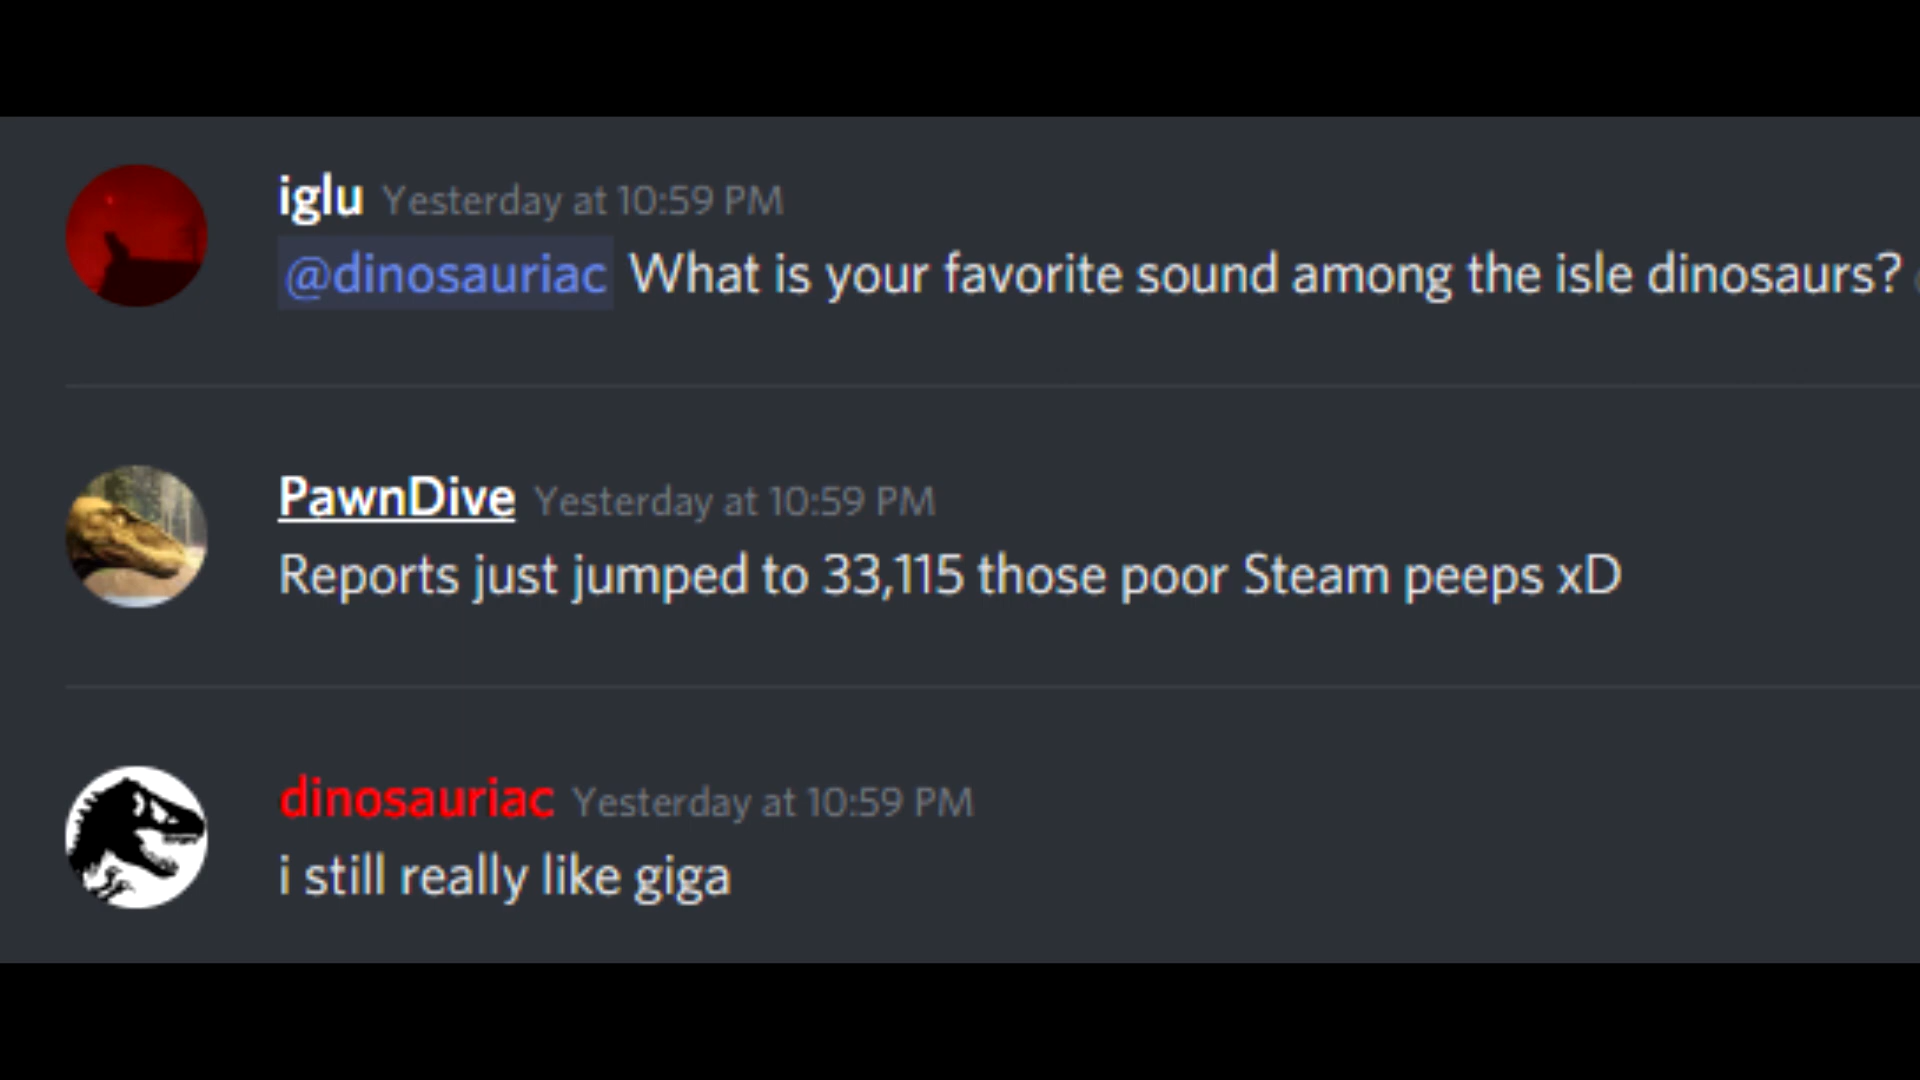 iglu Yesterday at 10:59 PM
@dinosauriac What is your favorite sound among the isle dinosaurs?
PawnDive Yesterday at 10:59 PM
Reports just jumped to 33,115 those poor Steam peeps xD
dinosauriac Yesterday at 10:59 PM
i still really like giga